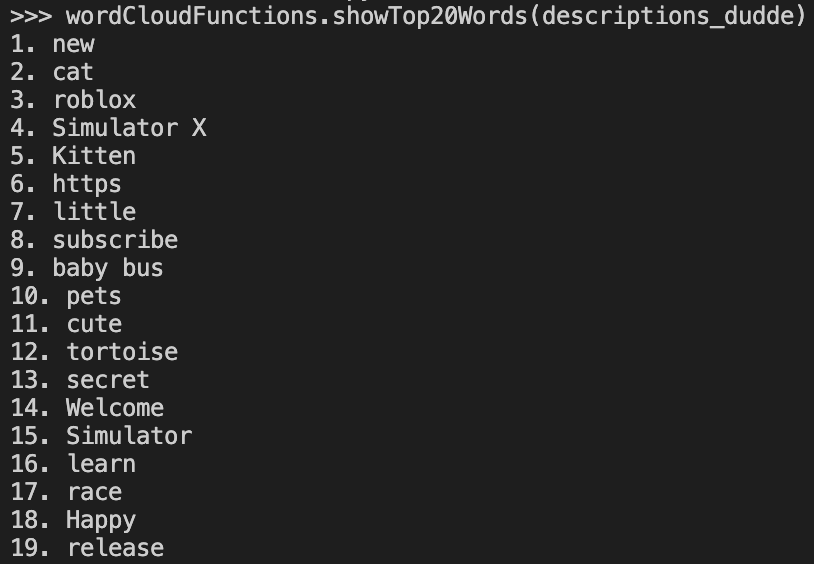 >>> wordCloudFunctions.showTop20Words(descriptions_dudde)
1. new
2. cat
3. roblox
4. Simulator X
5. Kitten
6. https
7. little
8. subscribe
9. baby bus
10. pets
11. cute
12. tortoise
13. secret
14. Welcome
15. Simulator
16. learn
17. race
18. Happy
19. release